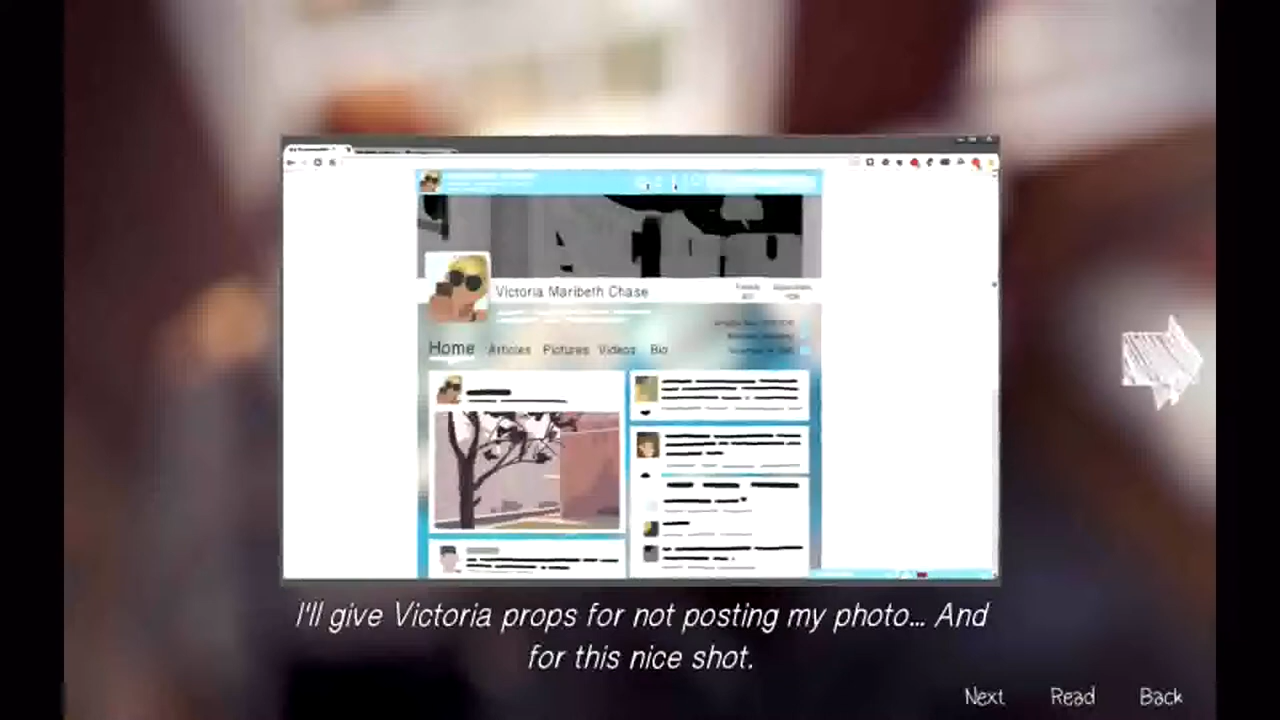 Victoria Maribeth Chase
Home Articles Pictures Videos Bio
I'll give Victoria props for not posting my photo... And
for this nice shot.
Next Read Back